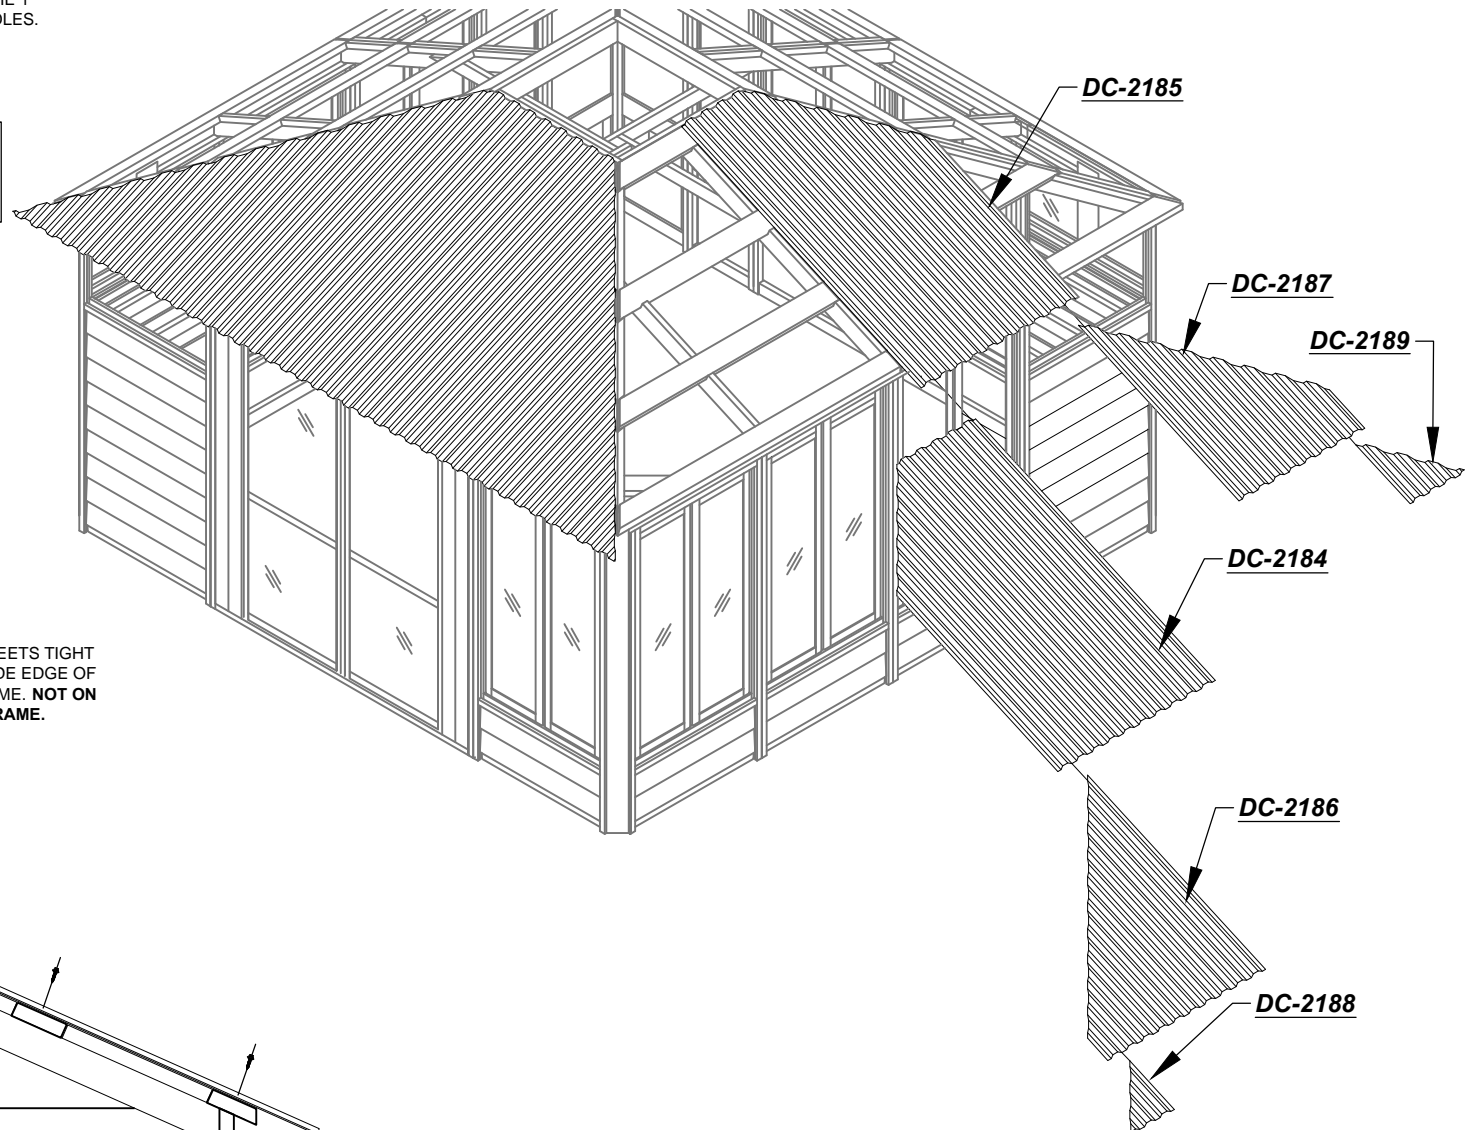 OLES.
DC-2185
DC-2187
DC-2189
DC-2184
EETS TIGHT
DE EDGE OF
ME. NOT ON
RAME.
DC-2186
DC-2188